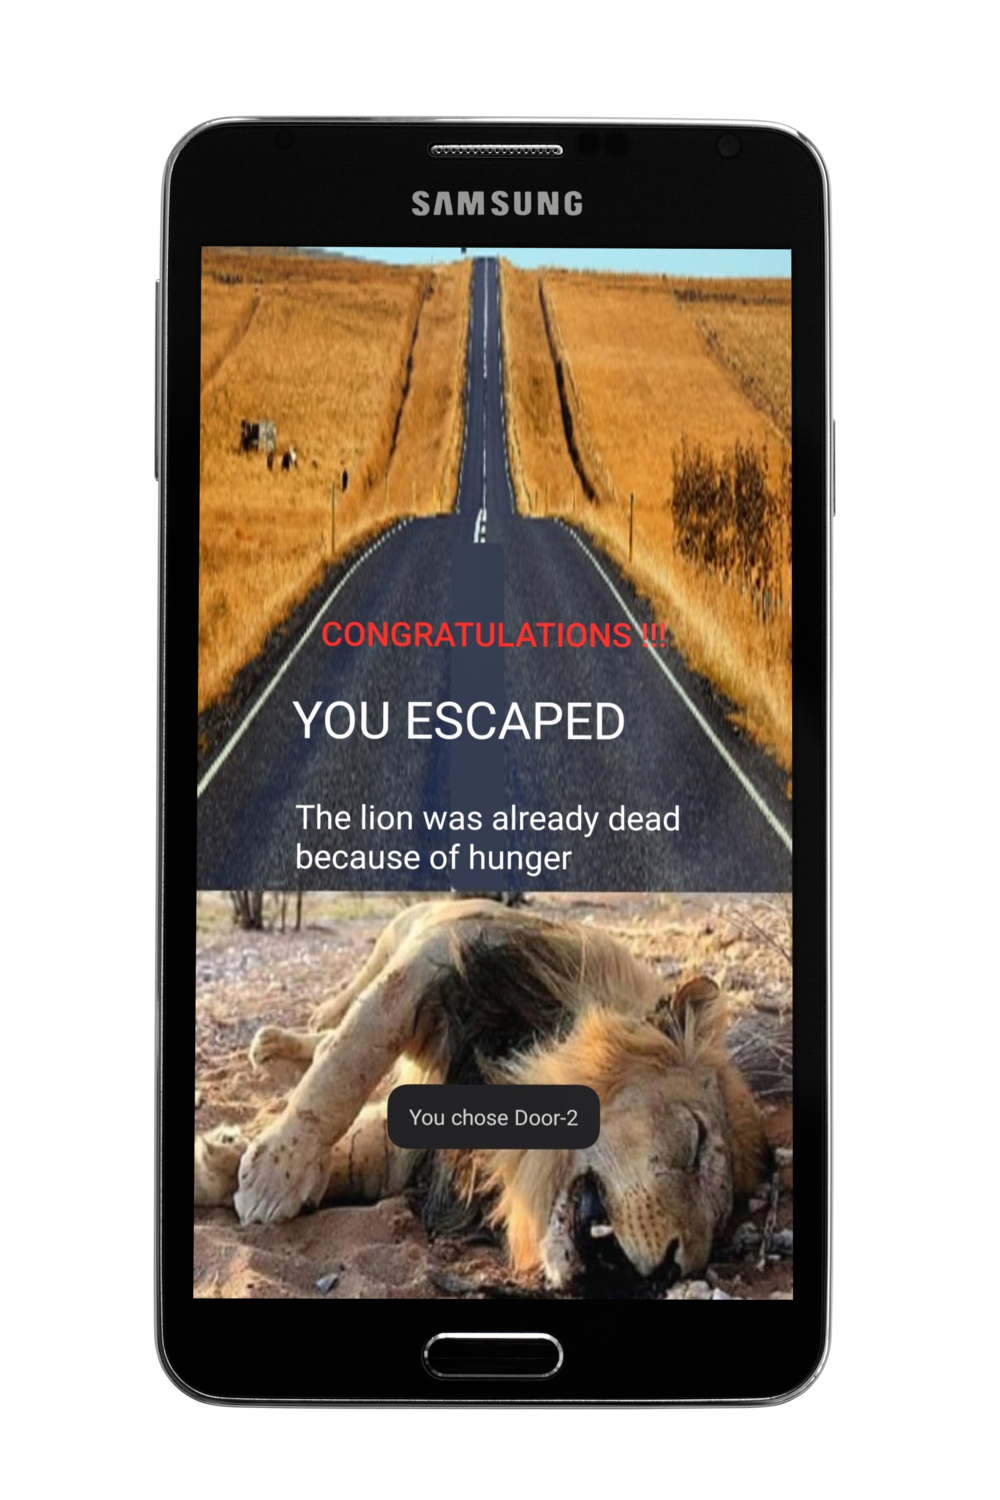 SAMSUNG
CONGRATULATIONS !!!
YOU ESCAPED
The lion was already dead
because of hunger
You chose Door-2